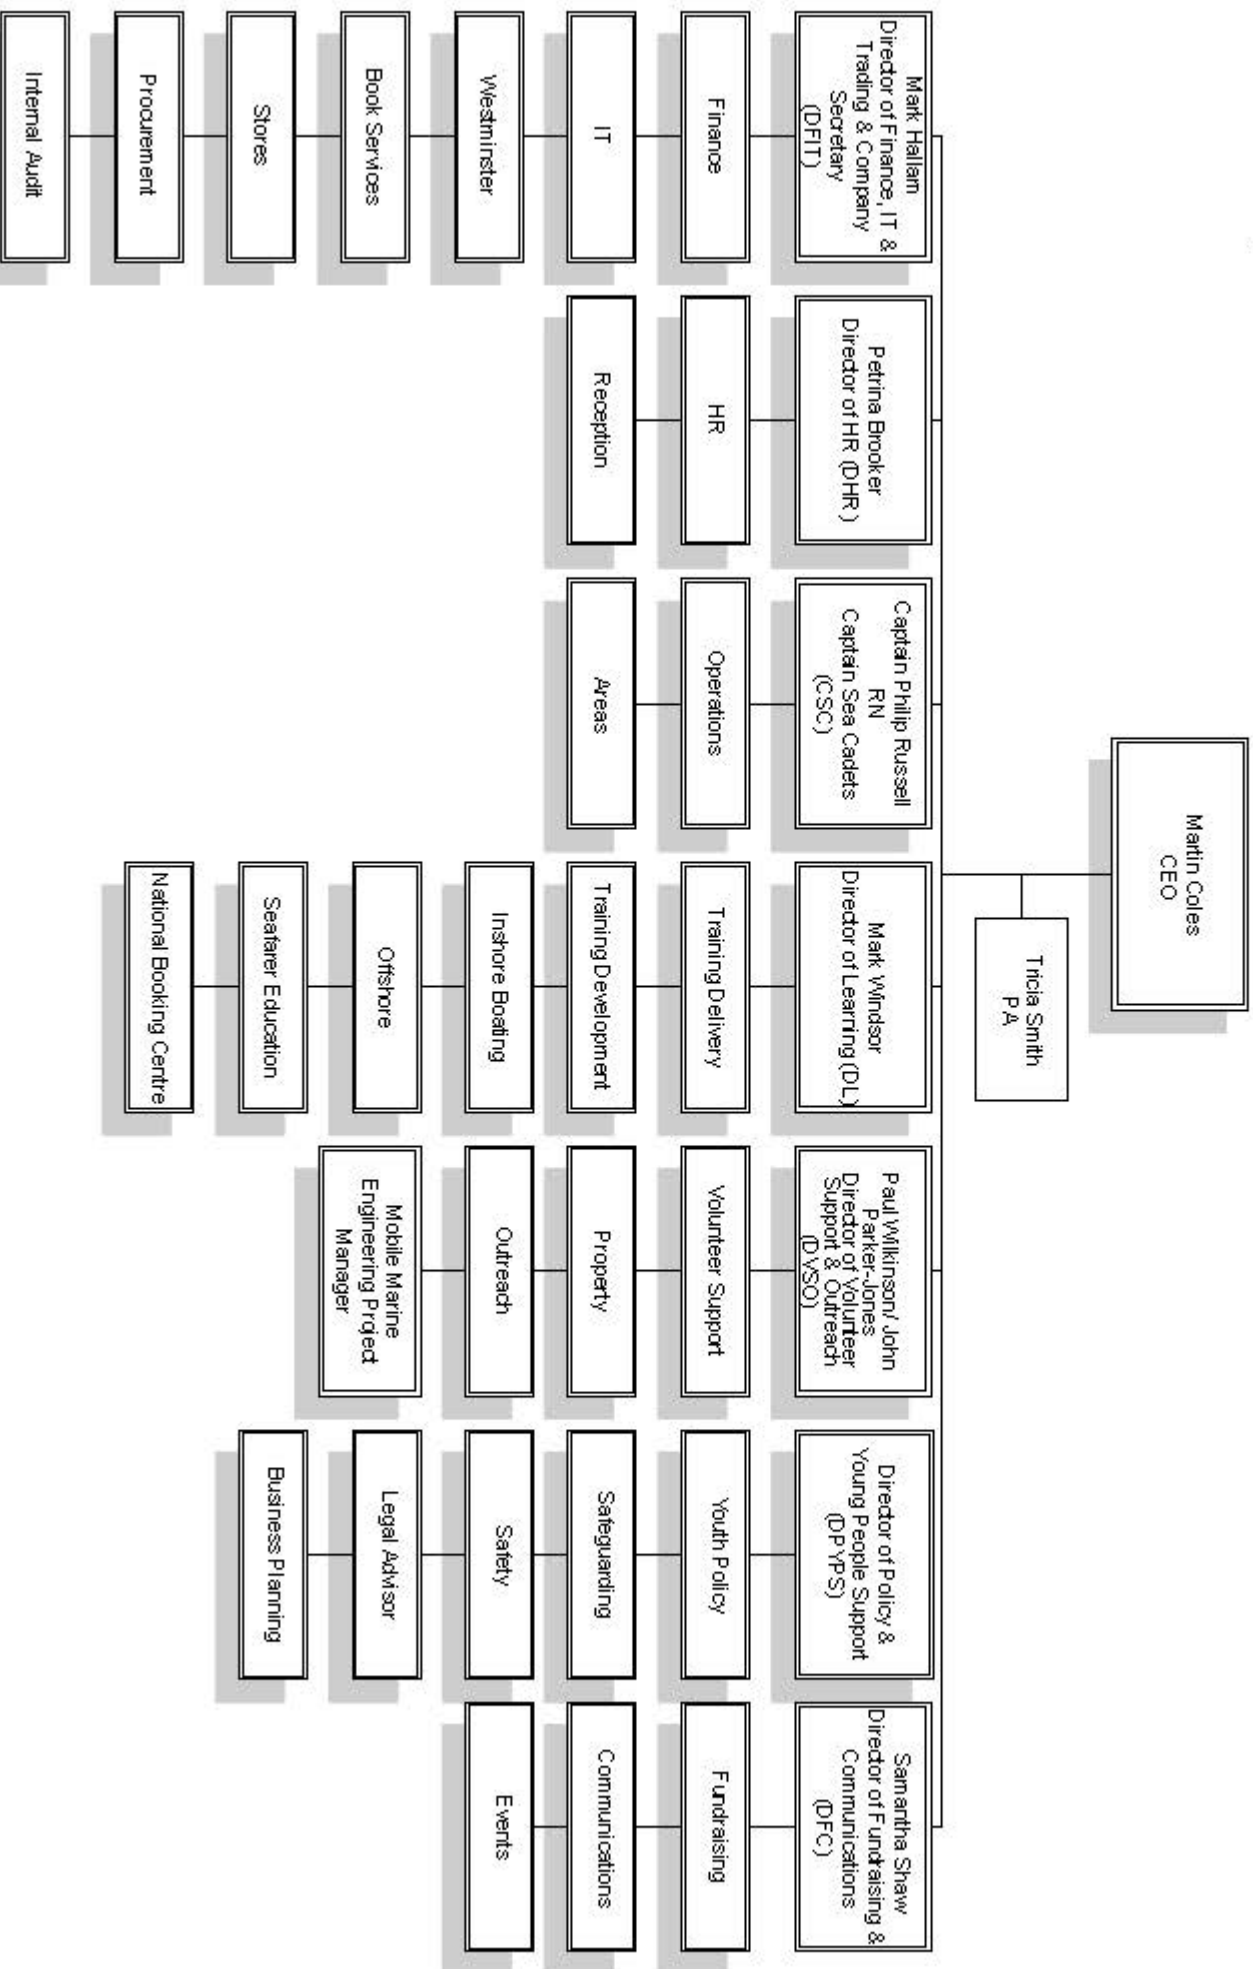 Martin Coles
CEO
Tricia Smith
PA
Mark Hallam
Director of Finance, IT &
Trading & Company
Secretary
(DFIT)
Finance
IT
Westminster
Book Services
Stores
Procurement
Internal Audit
Petrina Brooker
Director of HR (DHR)
HR
Reception
Captain Philip Russell
RN
Captain Sea Cadets
(CSC)
Operations
Areas
Mark Windsor
Director of Learning (DL)
Training Delivery
Training Development
Inshore Boating
Offshore
Seafarer Education
National Booking Centre
Paul Wilkinson/ John
Parker-Jones
Director of Volunteer
Support & Outreach
(DVSO)
Volunteer Support
Property
Outreach
Mobile Marine
Engineering Project
Manager
Director of Policy &
Young People Support
(DPYPS)
Youth Policy
Safeguarding
Safety
Legal Advisor
Business Planning
Samantha Shaw
Director of Fundraising &
Communications
(DFC)
Fundraising
Communications
Events